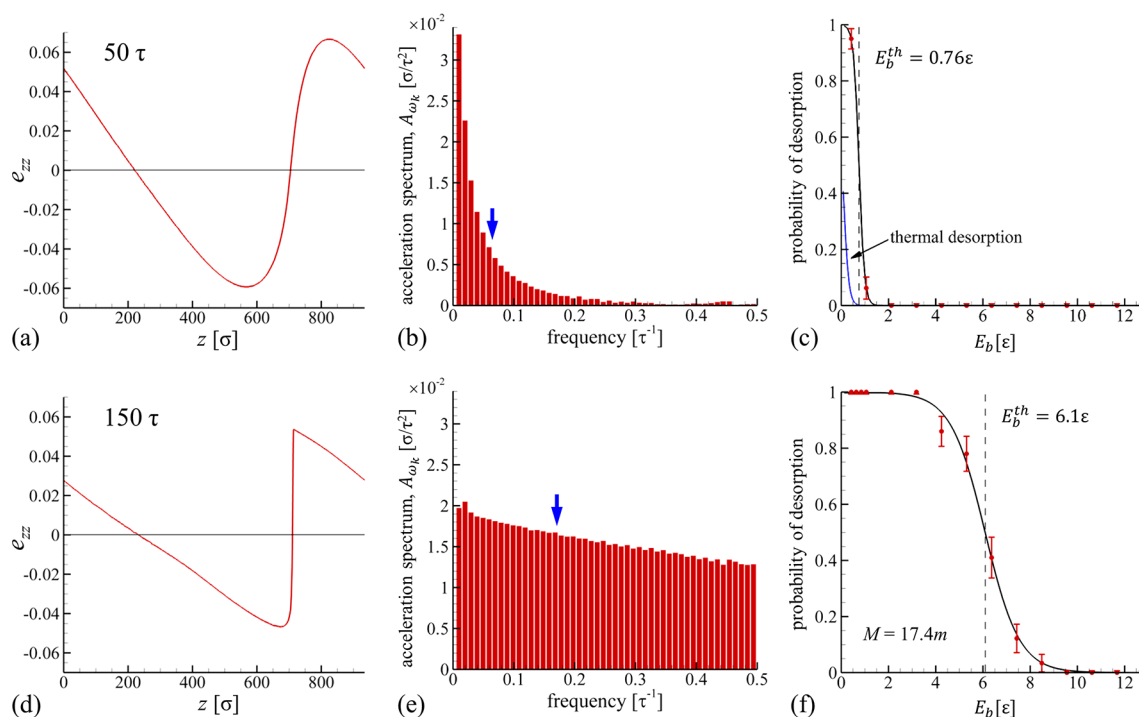 50 τ
e_zz
0.06
0.04
0.02
0
-0.02
-0.04
-0.06
0 200 400 600 800
z [σ]
(a)
×10⁻²
acceleration spectrum, A_ωk [σ/τ²]
3
2.5
2
1.5
1
0.5
0
0 0.1 0.2 0.3 0.4 0.5
frequency [τ⁻¹]
(b)
E_b^th = 0.76ε
thermal desorption
probability of desorption
1
0.8
0.6
0.4
0.2
0
0 2 4 6 8 10 12
E_b [ε]
(c)
150 τ
e_zz
0.06
0.04
0.02
0
-0.02
-0.04
-0.06
0 200 400 600 800
z [σ]
(d)
×10⁻²
acceleration spectrum, A_ωk [σ/τ²]
3
2.5
2
1.5
1
0.5
0
0 0.1 0.2 0.3 0.4 0.5
frequency [τ⁻¹]
(e)
E_b^th = 6.1ε
M = 17.4m
probability of desorption
1
0.8
0.6
0.4
0.2
0
0 2 4 6 8 10 12
E_b [ε]
(f)